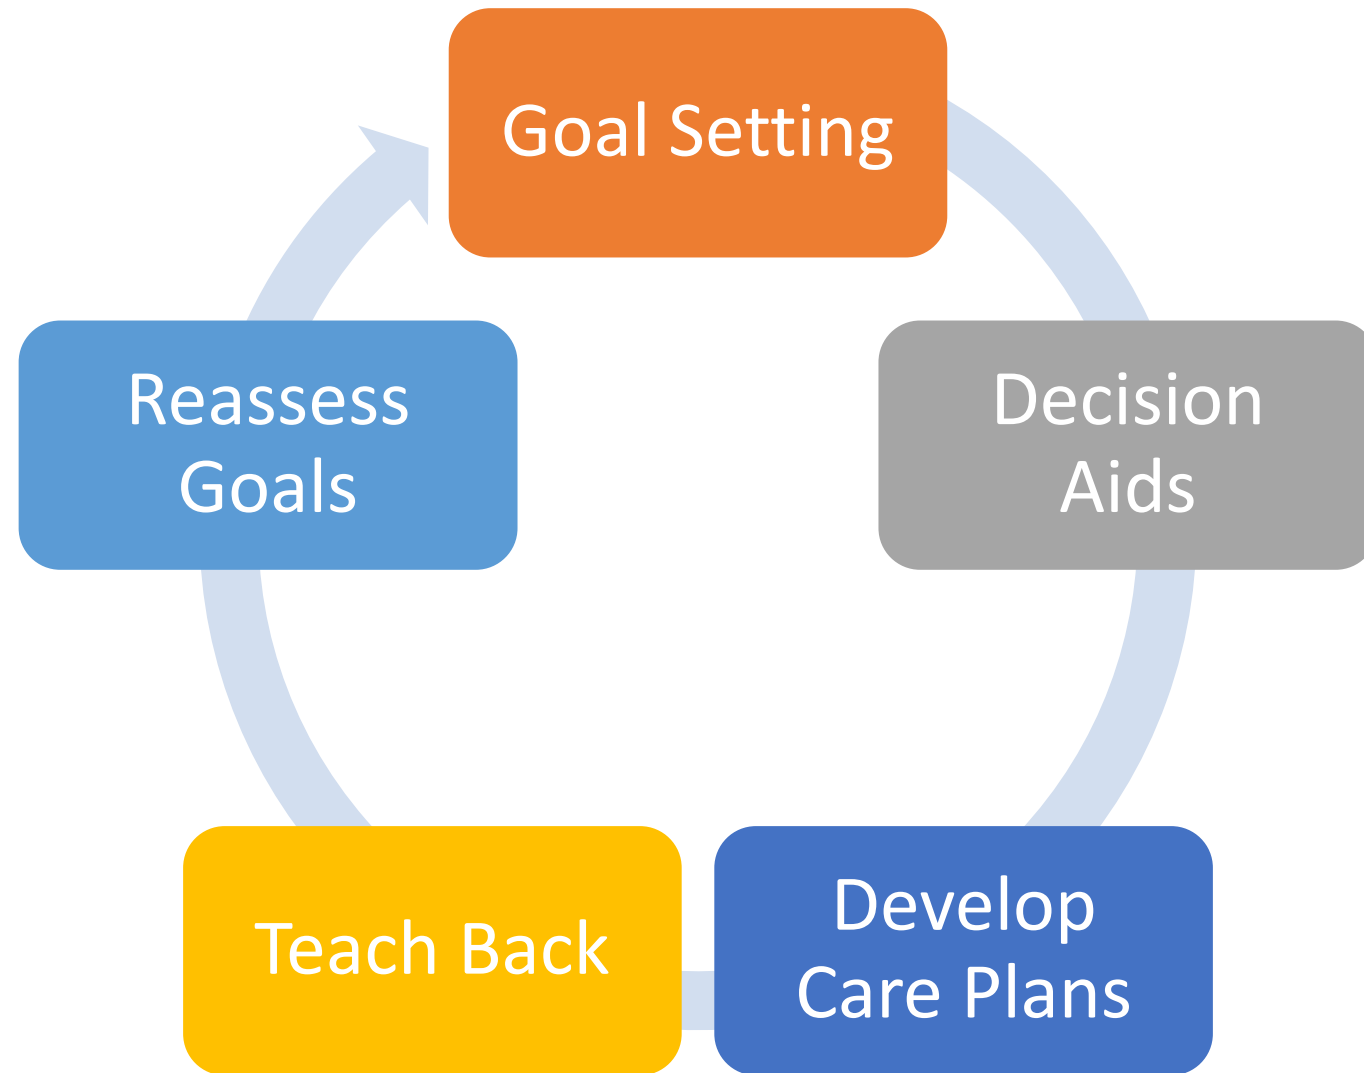 Goal Setting
Decision
Aids
Develop
Care Plans
Teach Back
Reassess
Goals